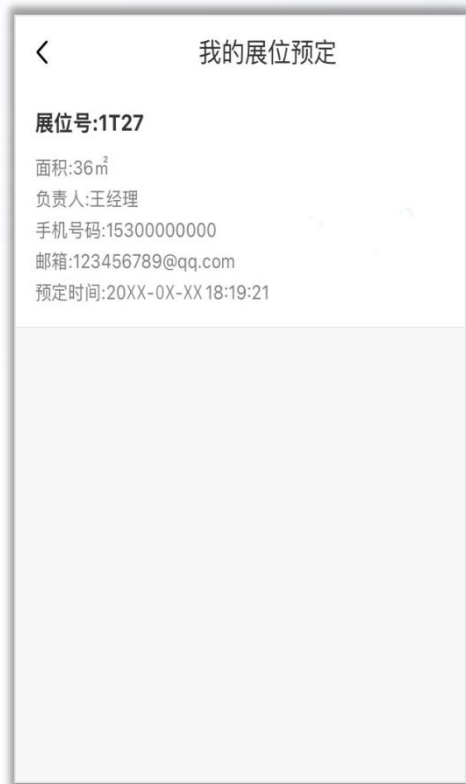 我的展位预定
展位号:1T27
面积:36㎡
负责人:王经理
手机号码:15300000000
邮箱:123456789@qq.com
预定时间:20XX-0X-XX 18:19:21